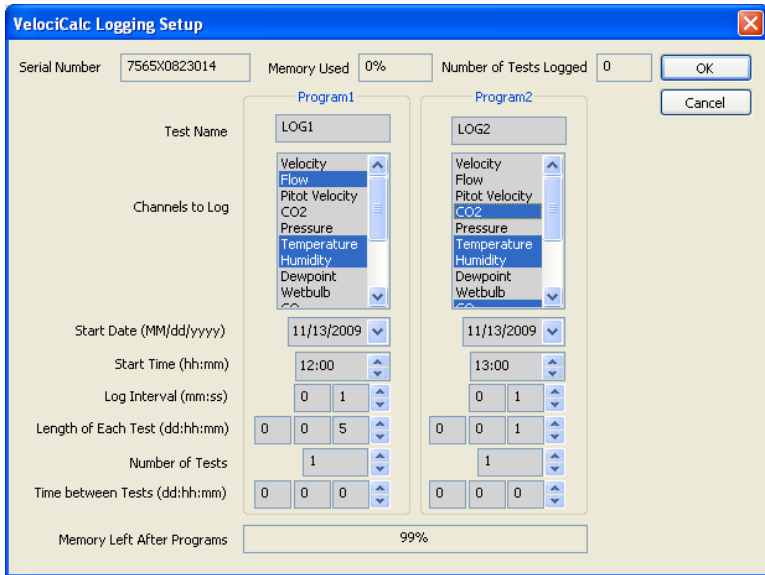 VelociCalc Logging Setup
Serial Number 7565X0823014 Memory Used 0% Number of Tests Logged 0 OK
Cancel
Program1 Program2
Test Name LOG1 LOG2
Channels to Log
Velocity Velocity
Flow Flow
Pitot Velocity Pitot Velocity
CO2 CO2
Pressure Pressure
Temperature Temperature
Humidity Humidity
Dewpoint Dewpoint
Wetbulb Wetbulb
Start Date (MM/dd/yyyy) 11/13/2009 11/13/2009
Start Time (hh:mm) 12:00 13:00
Log Interval (mm:ss) 0 1 0 1
Length of Each Test (dd:hh:mm) 0 0 5 0 0 1
Number of Tests 1 1
Time between Tests (dd:hh:mm) 0 0 0 0 0 0
Memory Left After Programs 99%